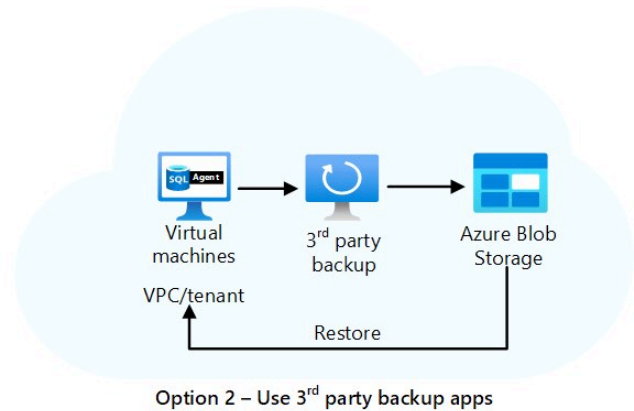 SQL Agent
Virtual
machines
VPC/tenant
3rd party
backup
Azure Blob
Storage
Restore
Option 2 – Use 3rd party backup apps